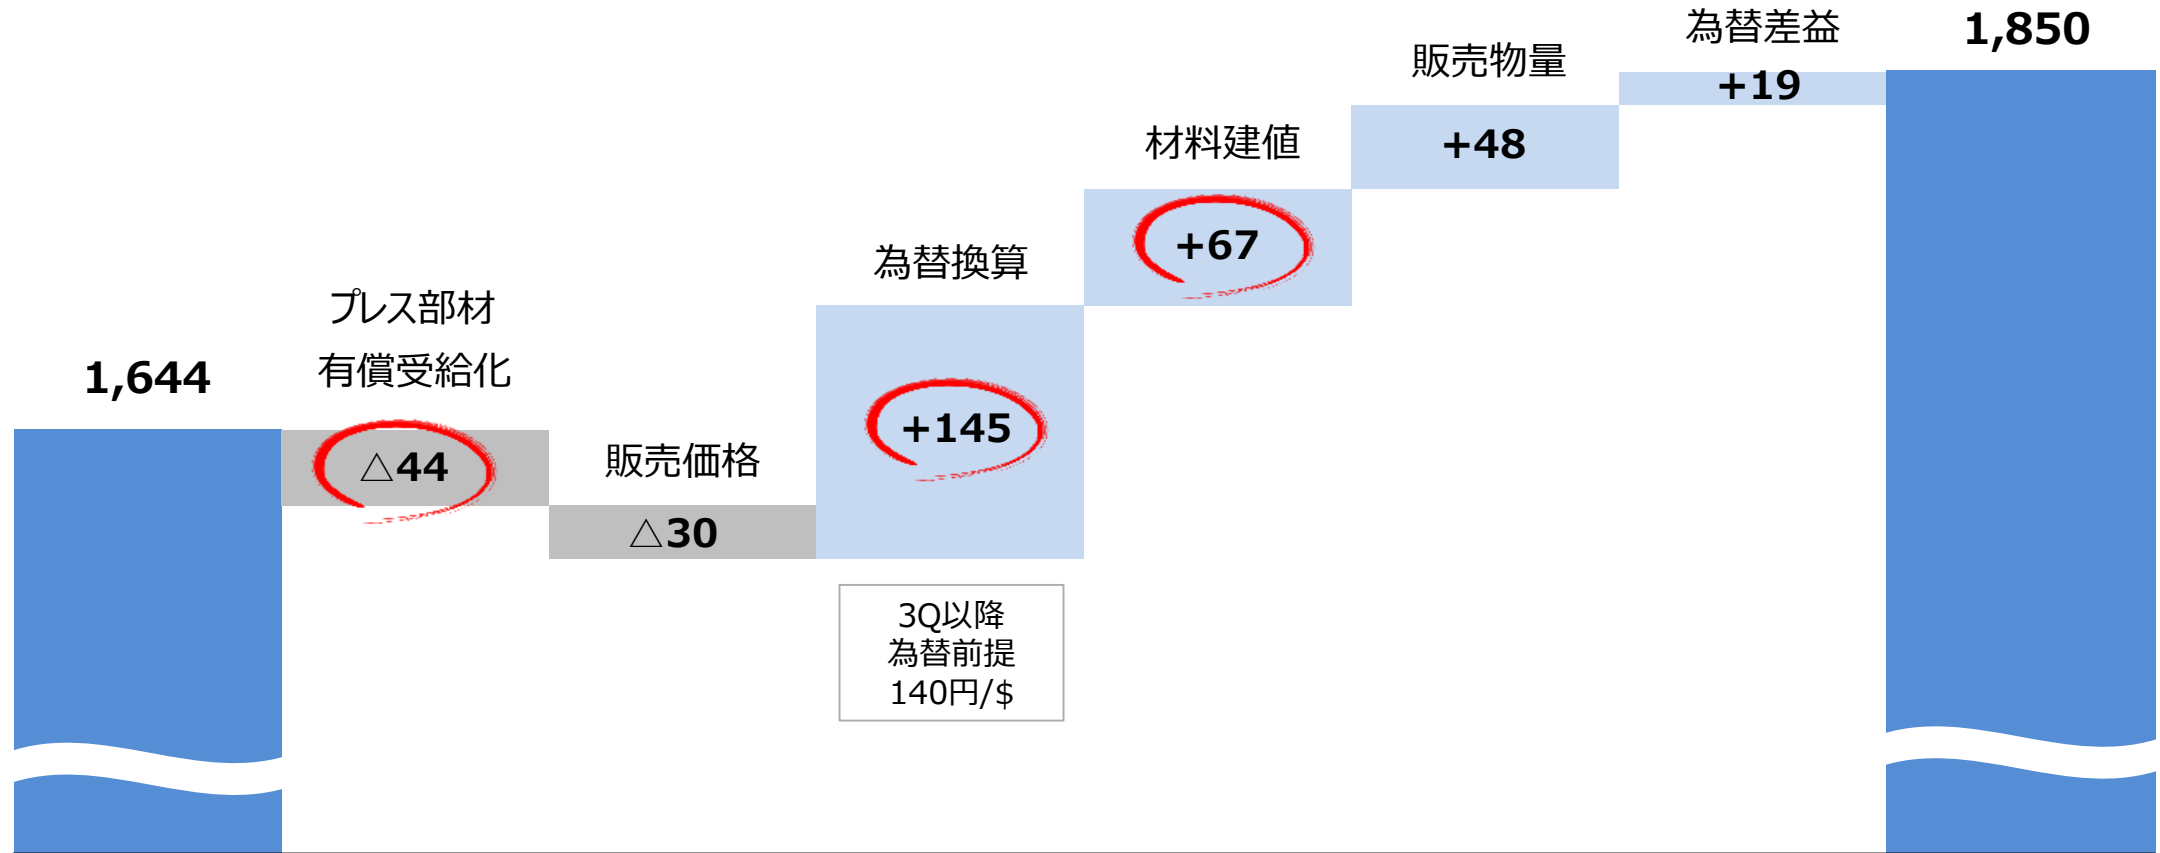 1,644
プレス部材
有償受給化
△44
販売価格
△30
為替換算
+145
3Q以降
為替前提
140円/$
材料建値
+67
販売物量
+48
為替差益
+19
1,850